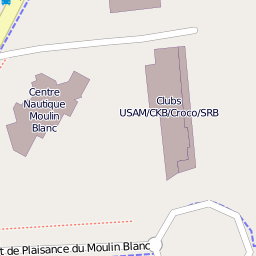 Centre
Nautique
Moulin
Blanc
Clubs
USAM/CKB/Croco/SRB
t de Plaisance du Moulin Blanc